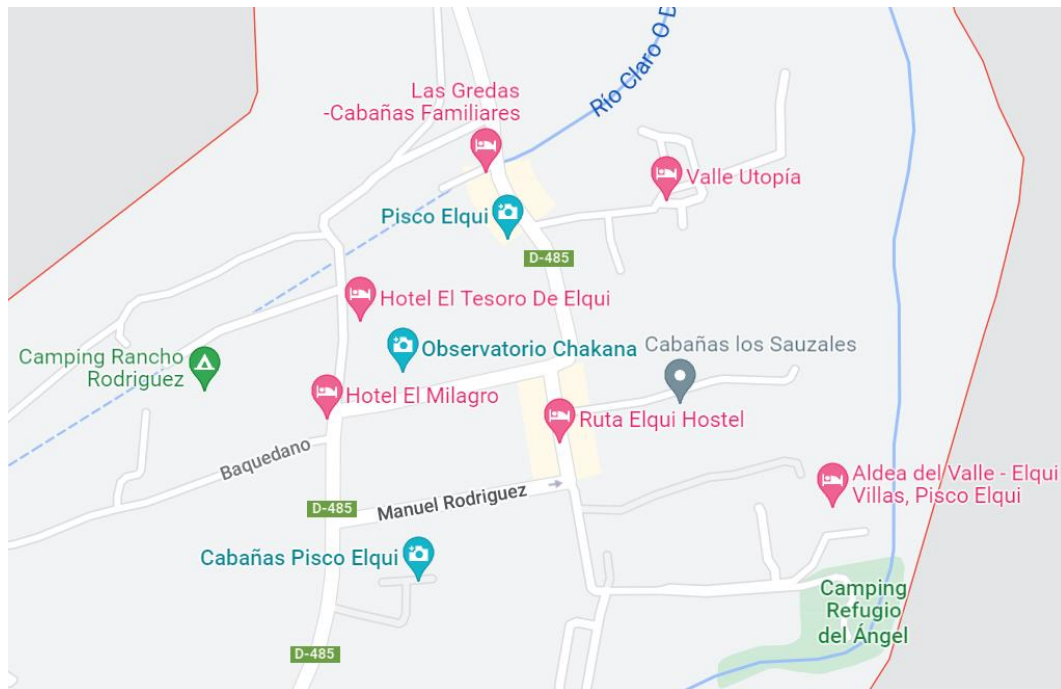 Las Gredas
-Cabañas Familiares
Río Claro O D
Valle Utopía
Pisco Elqui
D-485
Hotel El Tesoro De Elqui
Observatorio Chakana
Cabañas los Sauzales
Camping Rancho
Rodriguez
Hotel El Milagro
Ruta Elqui Hostel
Baquedano
Aldea del Valle - Elqui
Villas, Pisco Elqui
Manuel Rodriguez
D-485
Cabañas Pisco Elqui
Camping
Refugio
del Ángel
D-485